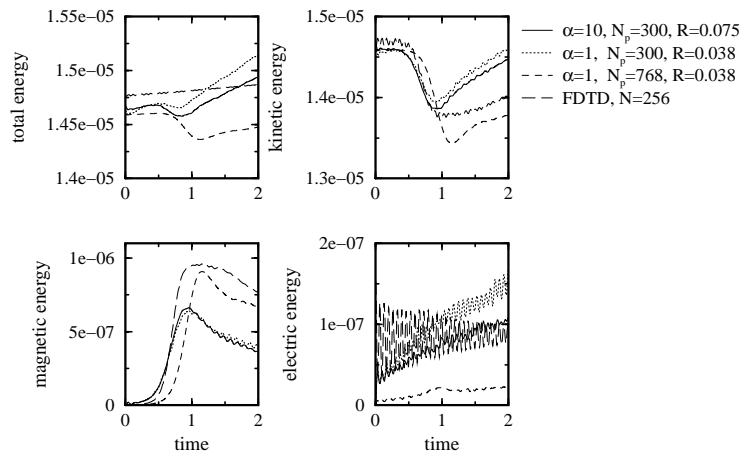 1.55e−05
1.5e−05
1.45e−05
1.4e−05
total energy
0 1 2
1.5e−05
1.4e−05
1.3e−05
kinetic energy
0 1 2
α=10, Np=300, R=0.075
α=1, Np=300, R=0.038
α=1, Np=768, R=0.038
FDTD, N=256
1e−06
5e−07
0
magnetic energy
0 1 2
time
2e−07
1e−07
0
electric energy
0 1 2
time